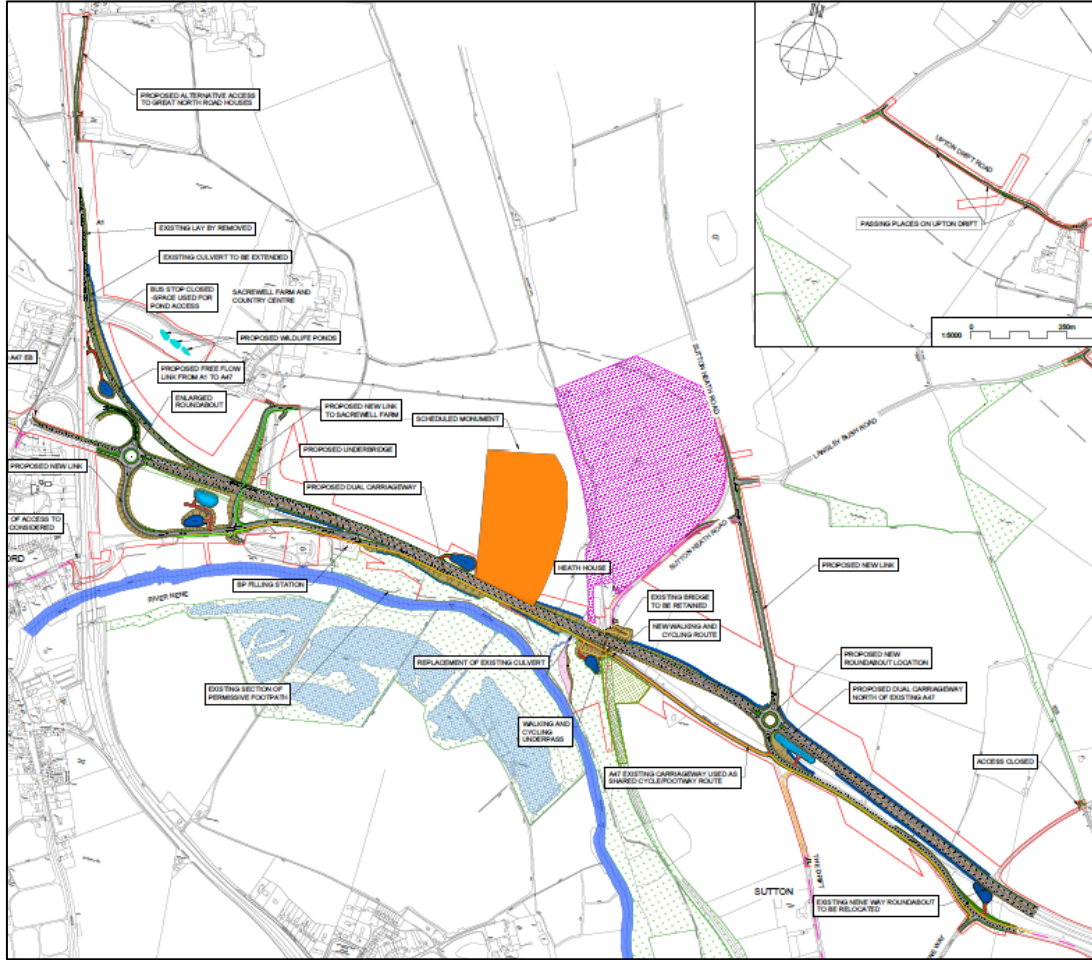 N
PROPOSED ALTERNATIVE ACCESS
TO GREAT NORTH ROAD HOUSES
UPTON DRIFT ROAD
PASSING PLACES ON UPTON DRIFT
A1
EXISTING LAY BY REMOVED
EXISTING CULVERT TO BE EXTENDED
BUS STOP CLOSED
-SPACE USED FOR
POND ACCESS
SACREWELL FARM AND
COUNTRY CENTRE
0
250m
1:5000
PROPOSED WILDLIFE PONDS
A47 EB
PROPOSED FREE FLOW
LINK FROM A1 TO A47
SUTTON HEATH ROAD
ENLARGED
ROUNDABOUT
PROPOSED NEW LINK
TO SACREWELL FARM
SCHEDULED MONUMENT
LANGLEY BUSH ROAD
PROPOSED UNDERBRIDGE
PROPOSED NEW LINK
PROPOSED DUAL CARRIAGEWAY
OF ACCESS TO
CONSIDERED
SUTTON HEATH ROAD
ORD
HEATH HOUSE
PROPOSED NEW LINK
BP FILLING STATION
RIVER NENE
EXISTING BRIDGE
TO BE RETAINED
NEW WALKING AND
CYCLING ROUTE
REPLACEMENT OF EXISTING CULVERT
PROPOSED NEW
ROUNDABOUT LOCATION
EXISTING SECTION OF
PERMISSIVE FOOTPATH
PROPOSED DUAL CARRIAGEWAY
NORTH OF EXISTING A47
WALKING AND
CYCLING
UNDERPASS
ACCESS CLOSED
A47 EXISTING CARRIAGEWAY USED AS
SHARED CYCLE/FOOTWAY ROUTE
THE DRIFT
SUTTON
EXISTING NENE WAY ROUNDABOUT
TO BE RELOCATED
WAY